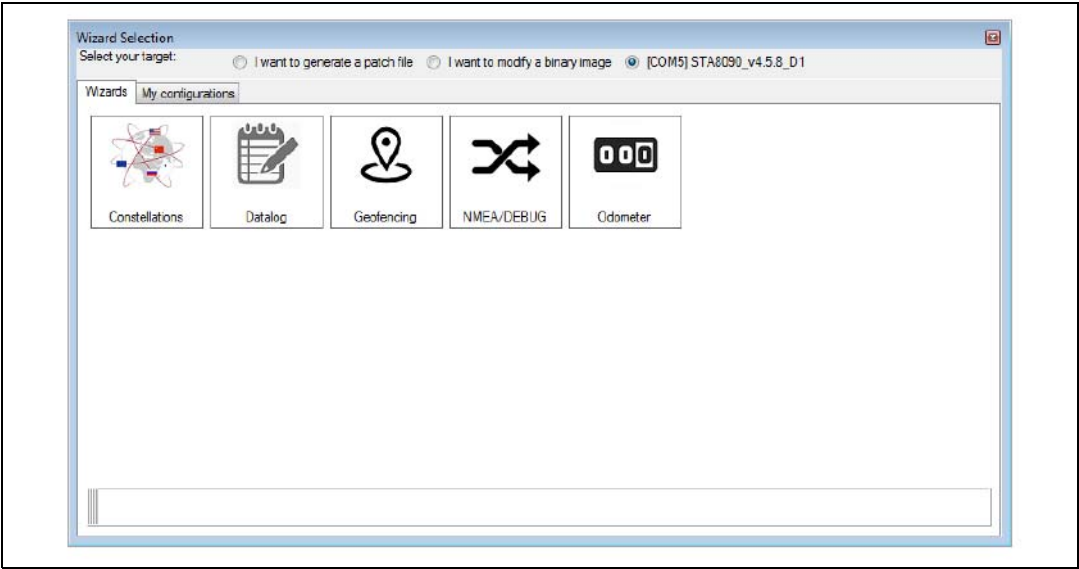 Wizard Selection
Select your target: I want to generate a patch file I want to modify a binary image [COM5] STA8090_v4.5.8_D1
Wizards My configurations
000
Constellations Datalog Geofencing NMEA/DEBUG Odometer